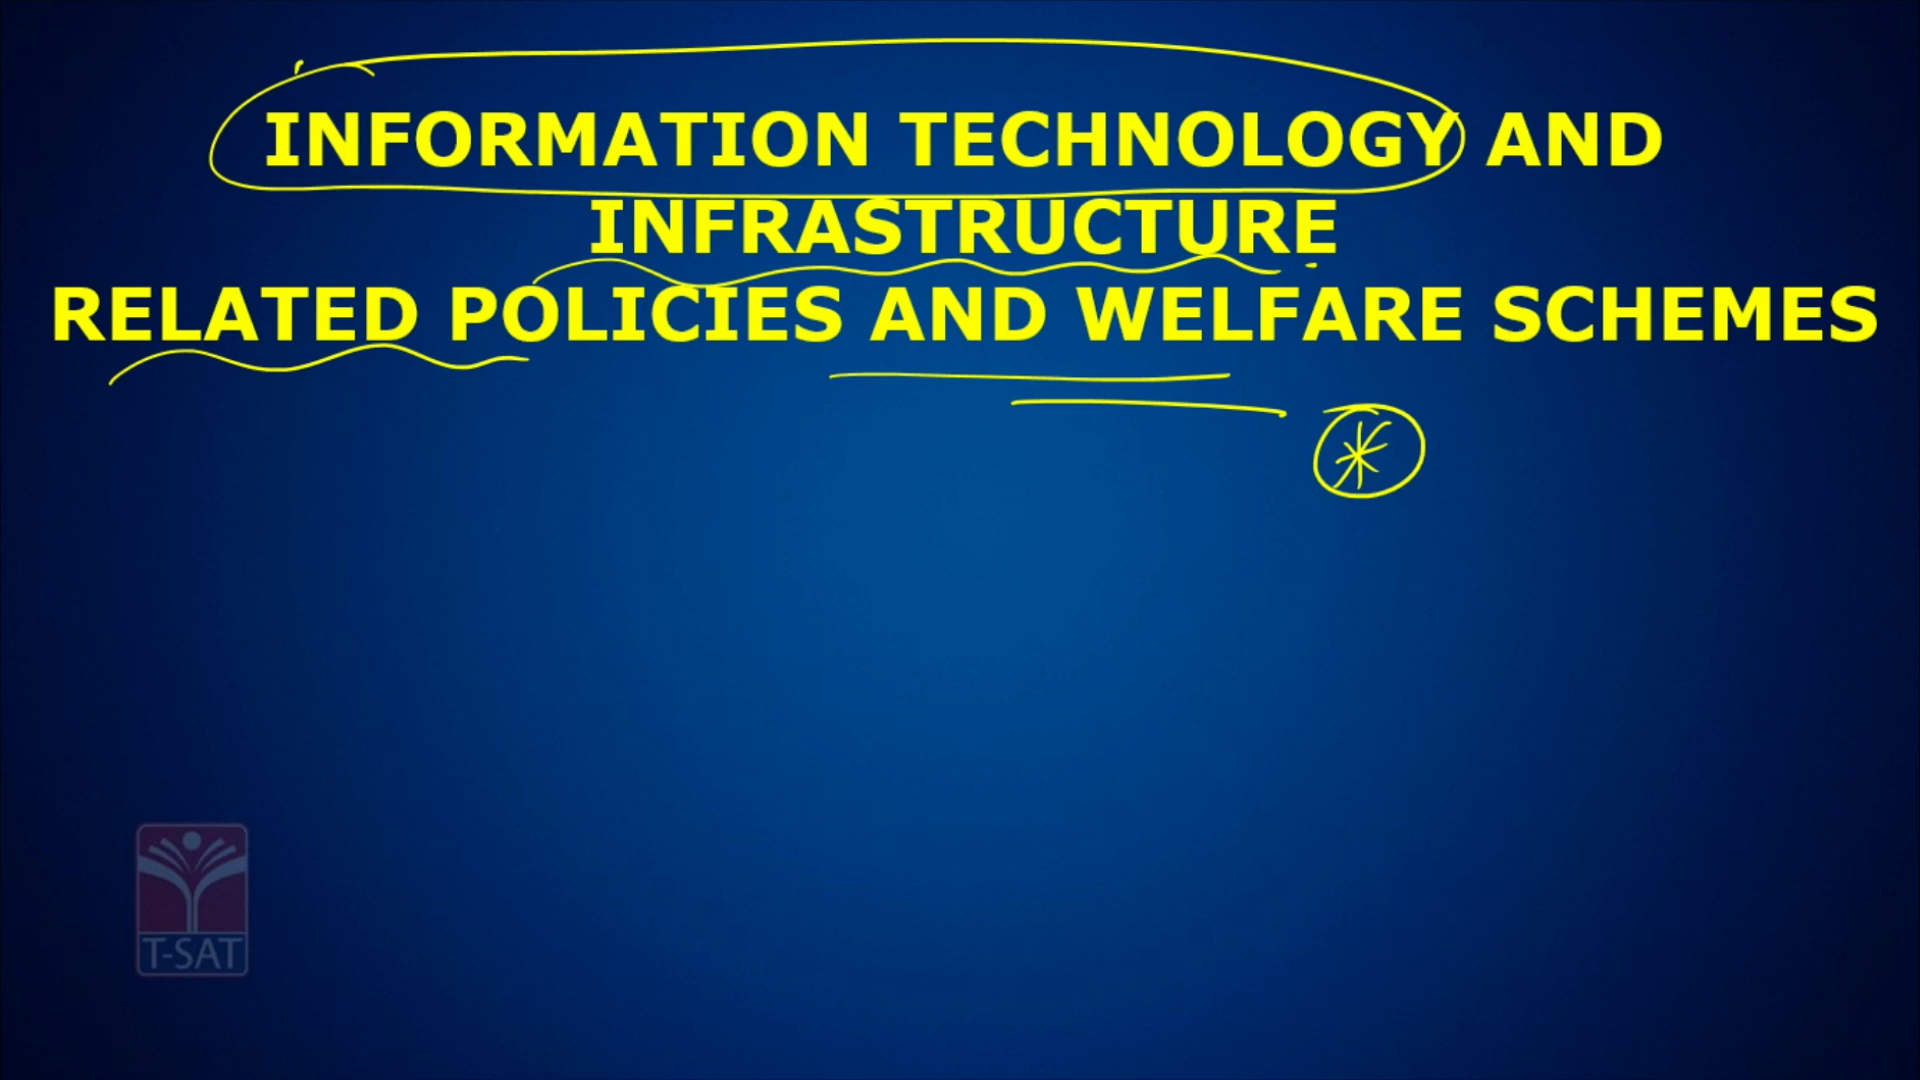 INFORMATION TECHNOLOGY AND
INFRASTRUCTURE
RELATED POLICIES AND WELFARE SCHEMES
T-SAT